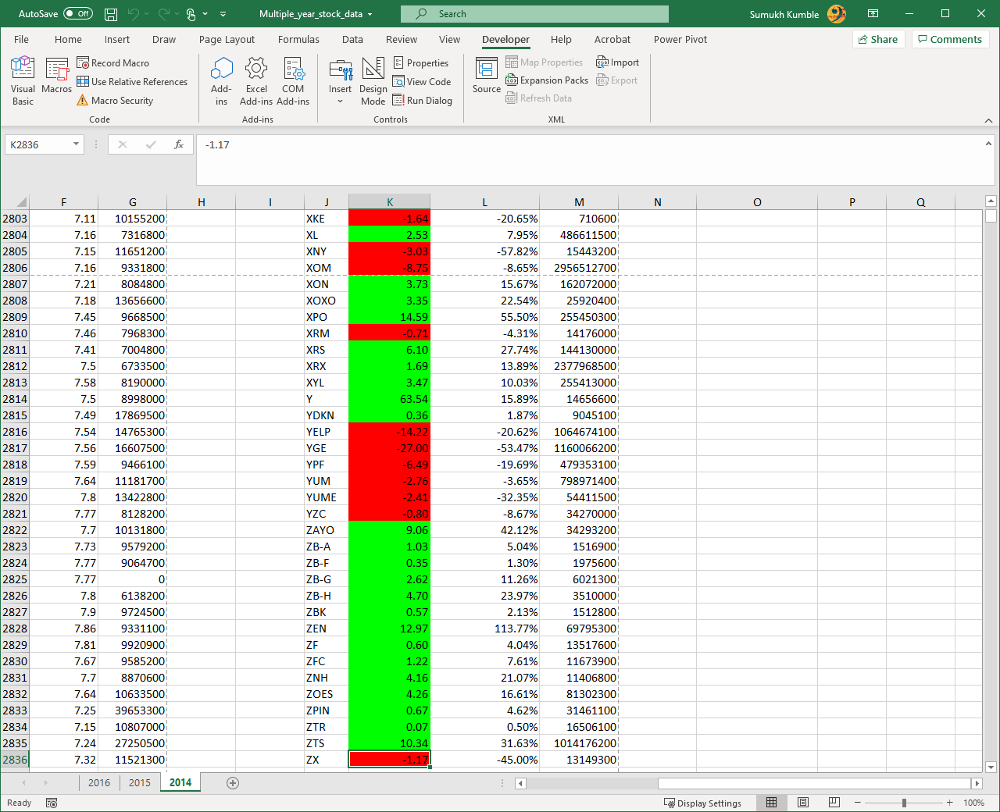 AutoSave Off Multiple_year_stock_data Search Sumukh Kumble
File Home Insert Draw Page Layout Formulas Data Review View Developer Help Acrobat Power Pivot Share Comments
Visual Basic
Macros
Record Macro
Use Relative References
Macro Security
Code
Add-ins
Excel Add-ins
COM Add-ins
Add-ins
Insert
Design Mode
Properties
View Code
Run Dialog
Controls
Source
Map Properties
Expansion Packs
Refresh Data
Import
Export
XML
K2836 fx -1.17
F G H I J K L M N O P Q
2803 7.11 10155200 XKE -1.64 -20.65% 710600
2804 7.16 7316800 XL 2.53 7.95% 486611500
2805 7.15 11651200 XNY -3.03 -57.82% 15443200
2806 7.16 9331800 XOM -8.75 -8.65% 2956512700
2807 7.21 8084800 XON 3.73 15.67% 162072000
2808 7.18 13656600 XOXO 3.35 22.54% 25920400
2809 7.45 9668500 XPO 14.59 55.50% 255450300
2810 7.46 7968300 XRM -0.71 -4.31% 14176000
2811 7.41 7004800 XRS 6.10 27.74% 144130000
2812 7.5 6733500 XRX 1.69 13.89% 2377968500
2813 7.58 8190000 XYL 3.47 10.03% 255413000
2814 7.5 8998000 Y 63.54 15.89% 14656600
2815 7.49 17869500 YDKN 0.36 1.87% 9045100
2816 7.54 14765300 YELP -14.22 -20.62% 1064674100
2817 7.56 16607500 YGE -27.00 -53.47% 1160066200
2818 7.59 9466100 YPF -6.49 -19.69% 479353100
2819 7.64 11181700 YUM -2.76 -3.65% 798971400
2820 7.8 13422800 YUME -2.41 -32.35% 54411500
2821 7.77 8128200 YZC -0.80 -8.67% 34270000
2822 7.7 10131800 ZAYO 9.06 42.12% 34293200
2823 7.73 9579200 ZB-A 1.03 5.04% 1516900
2824 7.77 9064700 ZB-F 0.35 1.30% 1975600
2825 7.77 0 ZB-G 2.62 11.26% 6021300
2826 7.8 6138200 ZB-H 4.70 23.97% 3510000
2827 7.9 9724500 ZBK 0.57 2.13% 1512800
2828 7.86 9331100 ZEN 12.97 113.77% 69795300
2829 7.81 9920900 ZF 0.60 4.04% 13517600
2830 7.67 9585200 ZFC 1.22 7.61% 11673900
2831 7.7 8870600 ZNH 4.16 21.07% 11406800
2832 7.64 10633500 ZOES 4.26 16.61% 81302300
2833 7.25 39653300 ZPIN 0.67 4.62% 31461100
2834 7.15 10807000 ZTR 0.07 0.50% 16506100
2835 7.24 27250500 ZTS 10.34 31.63% 1014176200
2836 7.32 11521300 ZX -1.17 -45.00% 13149300
2016 2015 2014
Ready Display Settings 100%